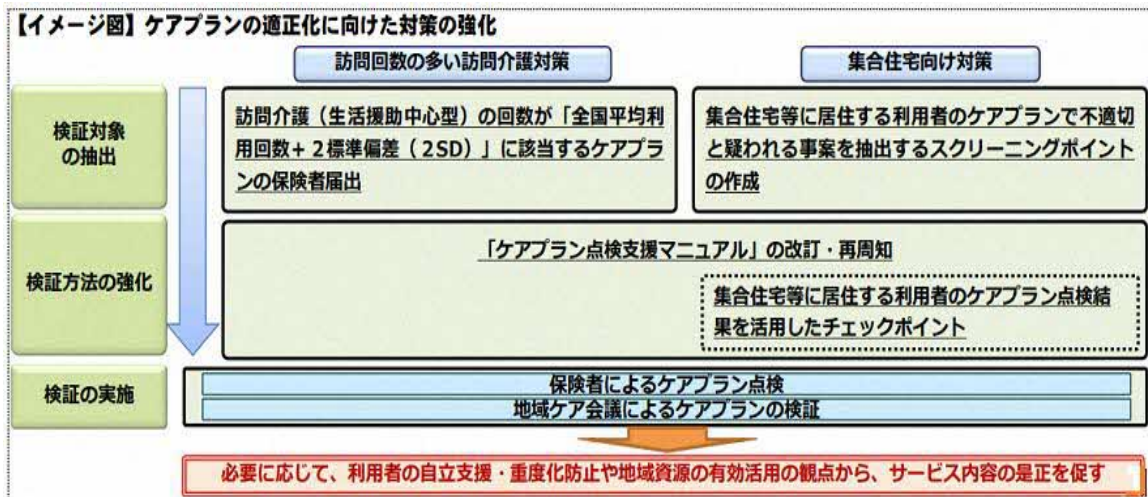 【イメージ図】ケアプランの適正化に向けた対策の強化
訪問回数の多い訪問介護対策
集合住宅向け対策
検証対象
の抽出
訪問介護（生活援助中心型）の回数が「全国平均利
用回数＋２標準偏差（２SD）」に該当するケアプラ
ンの保険者届出
集合住宅等に居住する利用者のケアプランで不適切
と疑われる事案を抽出するスクリーニングポイント
の作成
検証方法の強化
「ケアプラン点検支援マニュアル」の改訂・再周知
集合住宅等に居住する利用者のケアプラン点検結
果を活用したチェックポイント
検証の実施
保険者によるケアプラン点検
地域ケア会議によるケアプランの検証
必要に応じて、利用者の自立支援・重度化防止や地域資源の有効活用の観点から、サービス内容の是正を促す